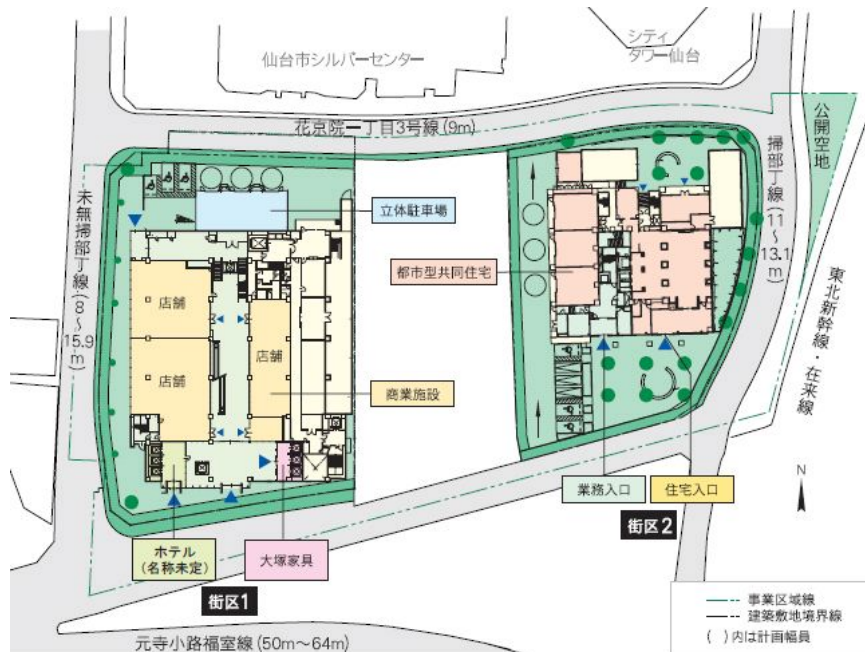 仙台市シルバーセンター
シティ
タワー仙台
花京院一丁目3号線(9m)
公開空地
掃部丁線(11～13.1m)
未無掃部丁線(8～15.9m)
立体駐車場
都市型共同住宅
東北新幹線・在来線
店舗
店舗
店舗
商業施設
N
業務入口
住宅入口
街区2
ホテル
(名称未定)
大塚家具
街区1
事業区域線
建築敷地境界線
( )内は計画幅員
元寺小路福室線(50m～64m)